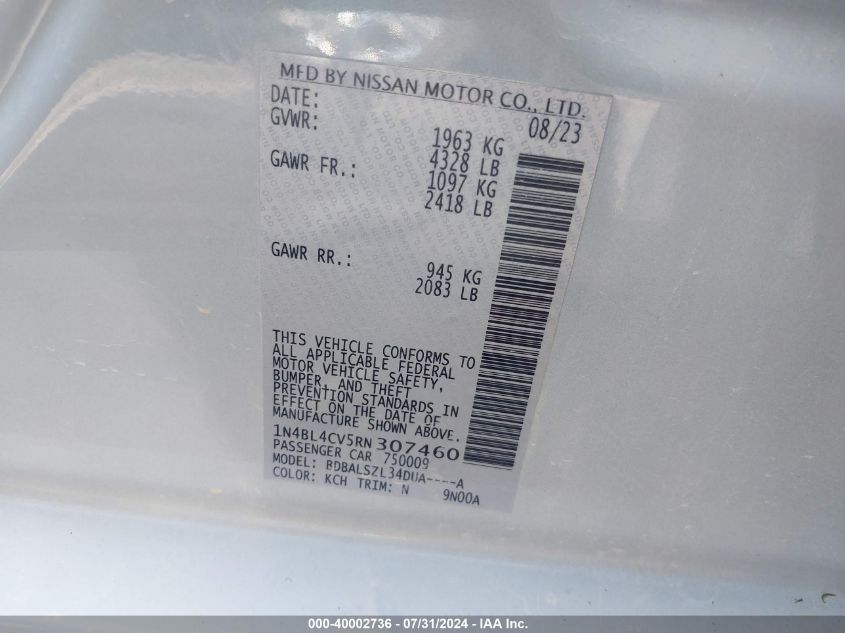 MFD BY NISSAN MOTOR CO., LTD.
DATE: 08/23
GVWR: 1963 KG
4328 LB
GAWR FR.: 1097 KG
2418 LB
GAWR RR.: 945 KG
2083 LB
THIS VEHICLE CONFORMS TO
ALL APPLICABLE FEDERAL
MOTOR VEHICLE SAFETY,
BUMPER, AND THEFT
PREVENTION STANDARDS IN
EFFECT ON THE DATE OF
MANUFACTURE SHOWN ABOVE.
1N4BL4CV5RN307460
PASSENGER CAR 750009
MODEL: BDBALSZL34DUA----A
COLOR: KCH TRIM: N 9N00A
000-40002736 - 07/31/2024 - IAA Inc.